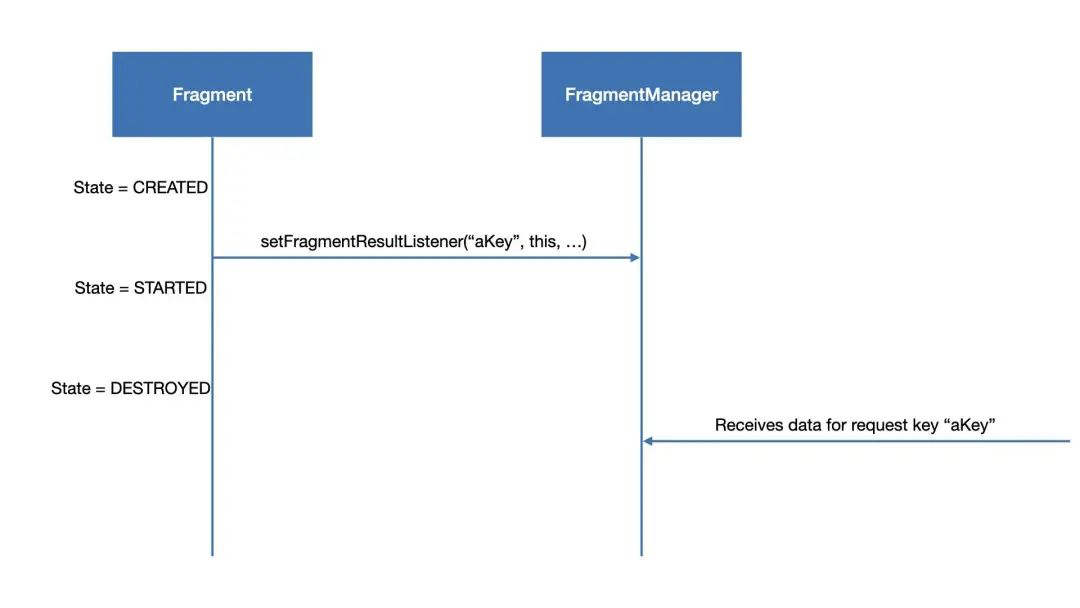 Fragment
FragmentManager
State = CREATED
setFragmentResultListener(“aKey”, this, …)
State = STARTED
State = DESTROYED
Receives data for request key “aKey”